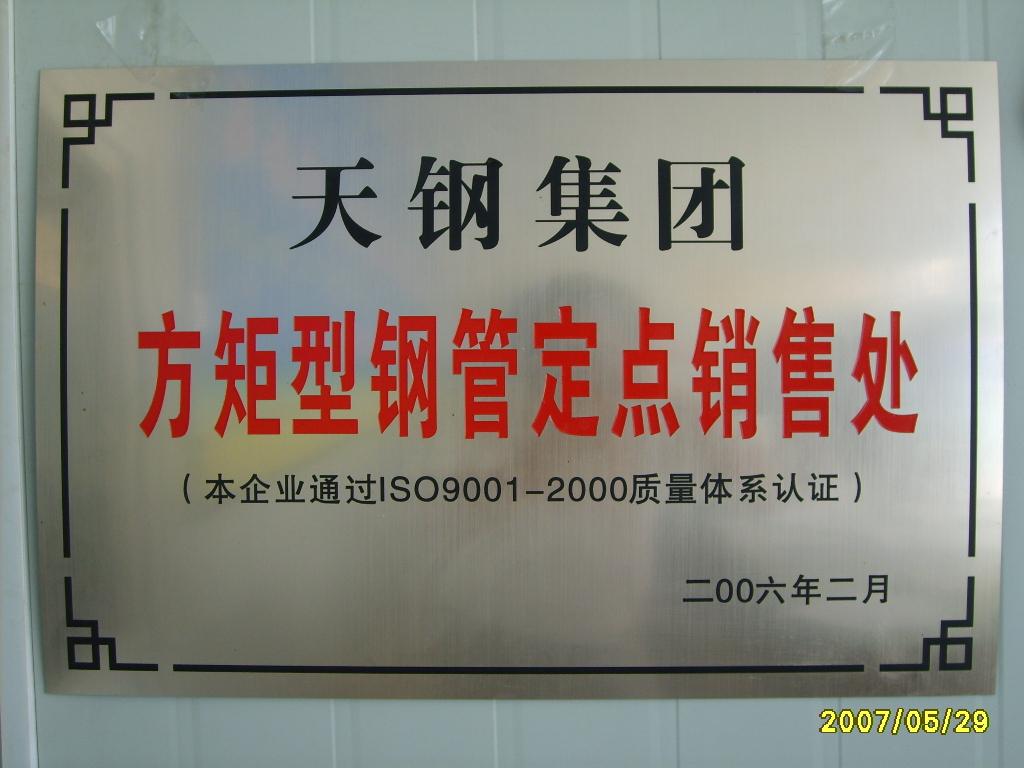 天钢集团
方矩型钢管定点销售处
（本企业通过ISO9001-2000质量体系认证）
二00六年二月
2007/05/29